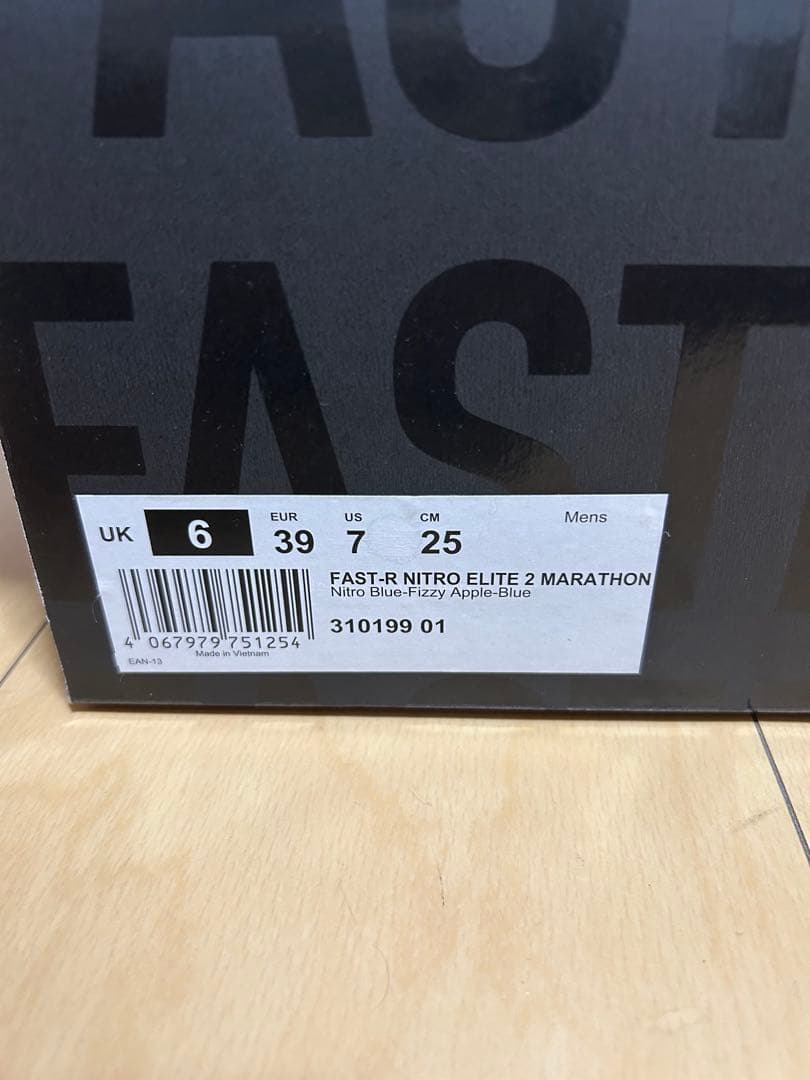 FAST
FAST
UK 6 EUR 39 US 7 CM 25 Mens
FAST-R NITRO ELITE 2 MARATHON
Nitro Blue-Fizzy Apple-Blue
310199 01
4 067979 751254
Made in Vietnam
EAN-13